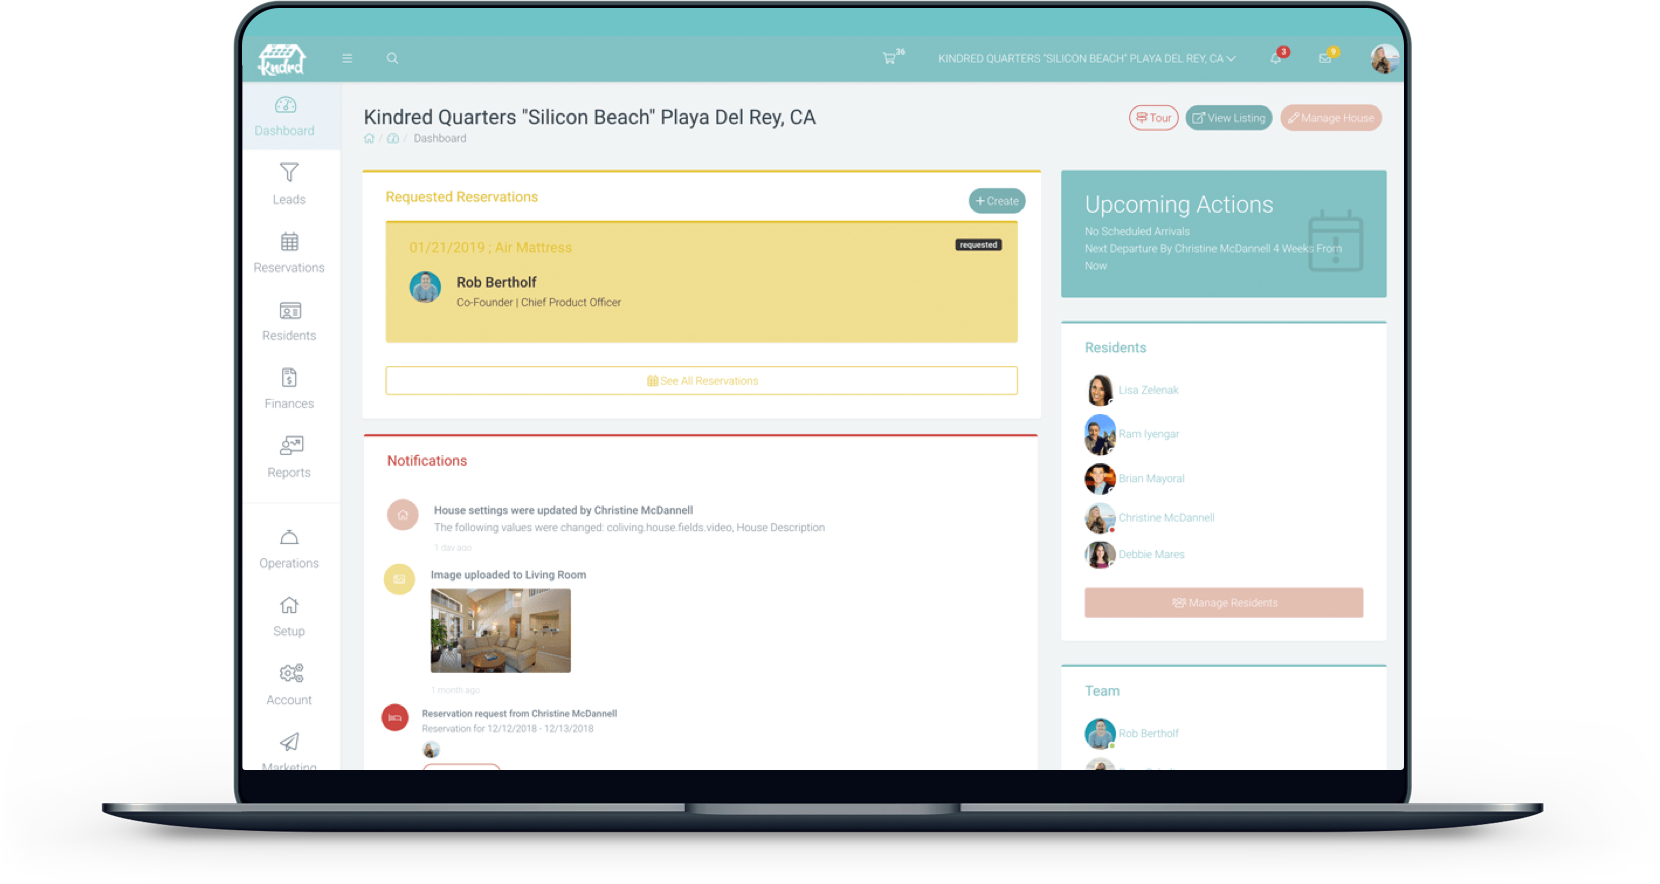 Kndrd
36
KINDRED QUARTERS "SILICON BEACH" PLAYA DEL REY, CA
3
9
Dashboard
Leads
Reservations
Residents
Finances
Reports
Operations
Setup
Account
Marketing
Kindred Quarters "Silicon Beach" Playa Del Rey, CA
/ / Dashboard
Tour
View Listing
Manage House
Requested Reservations
+ Create
01/21/2019 ; Air Mattress
requested
Rob Bertholf
Co-Founder | Chief Product Officer
See All Reservations
Notifications
House settings were updated by Christine McDannell
The following values were changed: coliving.house.fields.video, House Description
1 day ago
Image uploaded to Living Room
1 month ago
Reservation request from Christine McDannell
Reservation for 12/12/2018 - 12/13/2018
Upcoming Actions
No Scheduled Arrivals
Next Departure By Christine McDannell 4 Weeks From
Now
Residents
Lisa Zelenak
Ram Iyengar
Brian Mayoral
Christine McDannell
Debbie Mares
Manage Residents
Team
Rob Bertholf